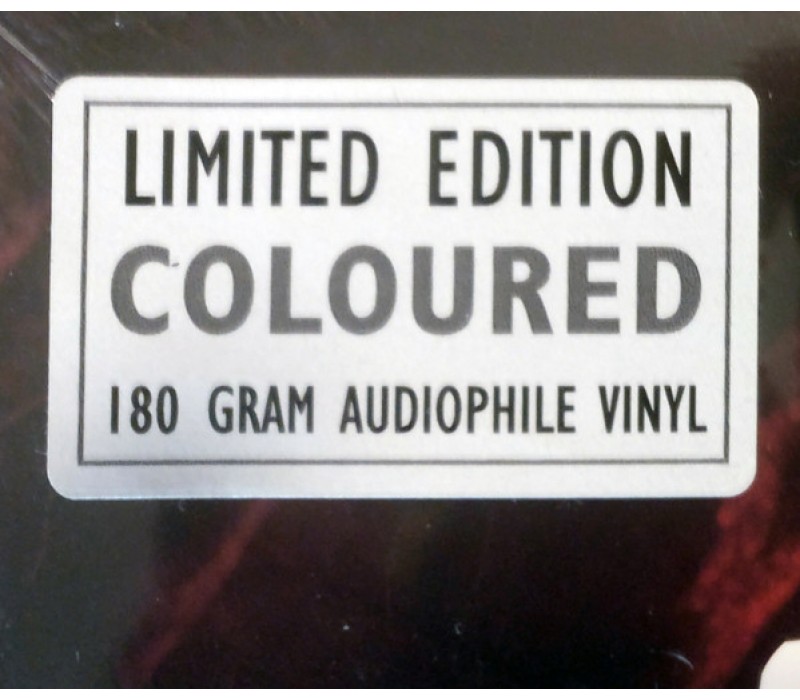 LIMITED EDITION
COLOURED
180 GRAM AUDIOPHILE VINYL